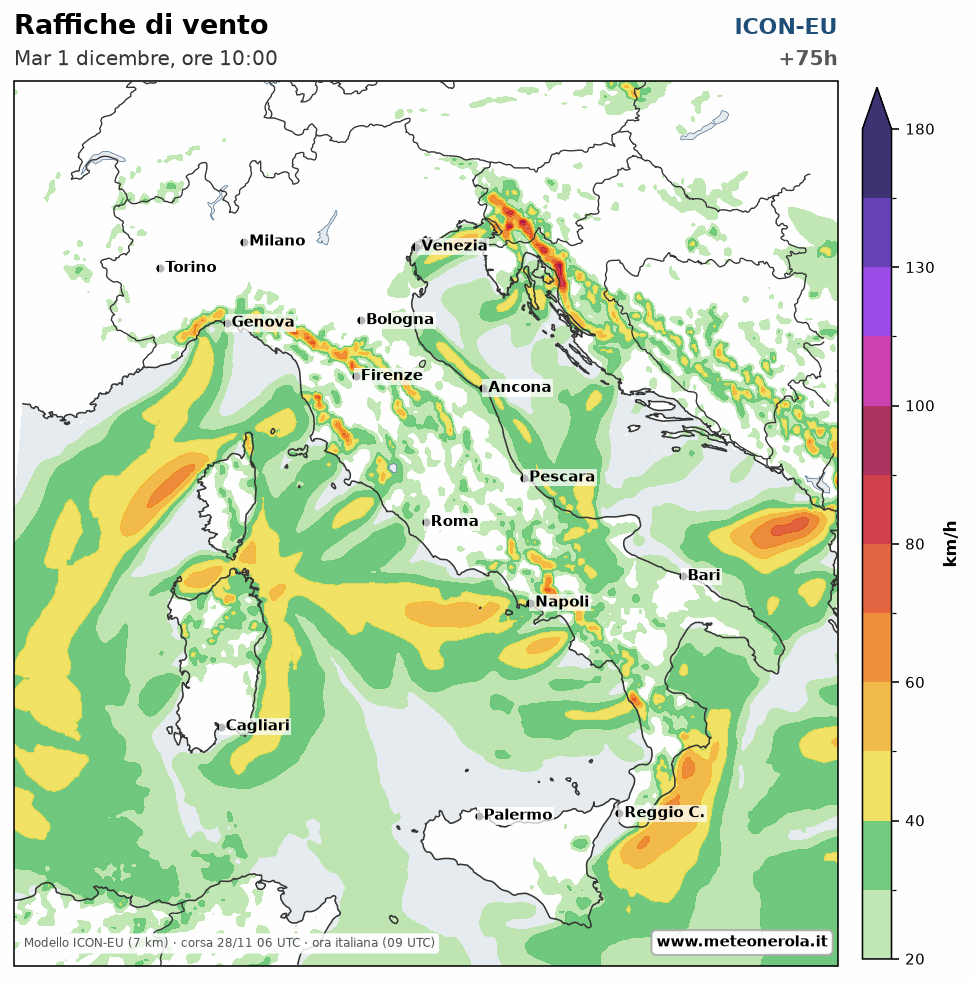 Raffiche di vento
ICON-EU
Mar 1 dicembre, ore 10:00
+75h
180
Milano
Venezia
Torino
130
Genova
Bologna
Firenze
Ancona
100
Pescara
Roma
80
km/h
Bari
Napoli
60
Cagliari
Palermo
Reggio C.
40
Modello ICON-EU (7 km) · corsa 28/11 06 UTC · ora italiana (09 UTC)
www.meteonerola.it
20